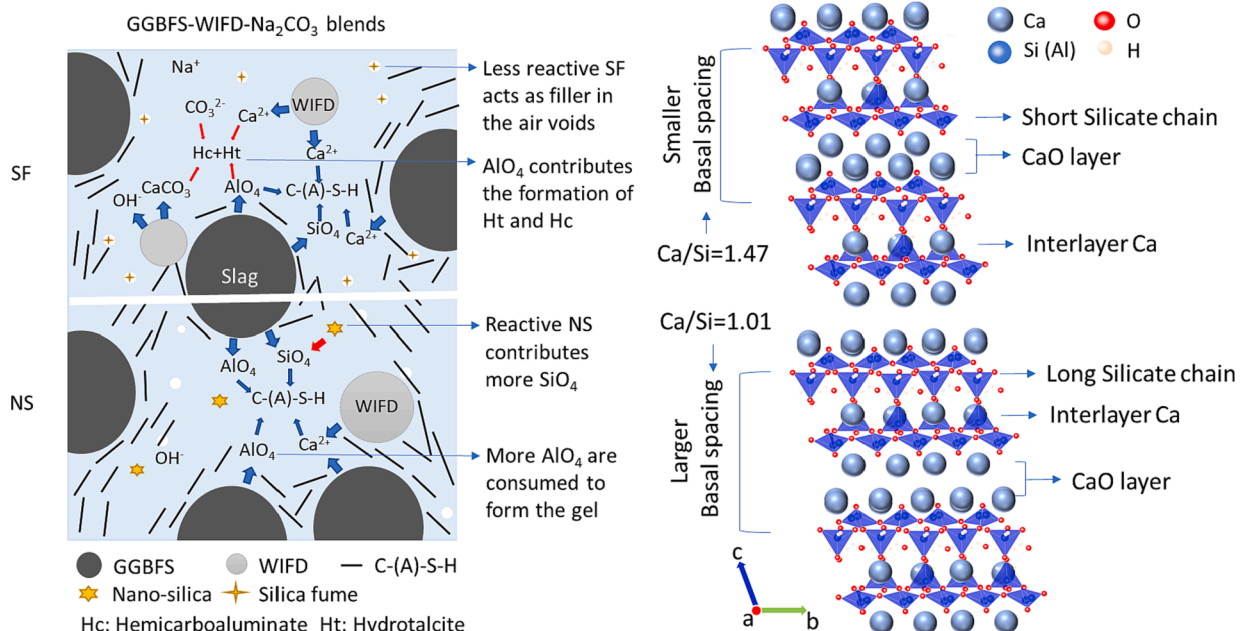 GGBFS-WIFD-Na₂CO₃ blends
SF
Na⁺
CO₃²⁻
Ca²⁺
WIFD
Hc+Ht
Ca²⁺
CaCO₃
AlO₄
C-(A)-S-H
OH⁻
SiO₄
Ca²⁺
Slag
Less reactive SF
acts as filler in
the air voids
AlO₄ contributes
the formation of
Ht and Hc
NS
AlO₄
SiO₄
C-(A)-S-H
WIFD
AlO₄
Ca²⁺
OH⁻
Reactive NS
contributes
more SiO₄
More AlO₄ are
consumed to
form the gel
GGBFS
WIFD
C-(A)-S-H
Nano-silica
Silica fume
Hc: Hemicarboaluminate Ht: Hydrotalcite
Ca
O
Si (Al)
H
Smaller
Basal spacing
Short Silicate chain
CaO layer
Interlayer Ca
Ca/Si=1.47
Ca/Si=1.01
Larger
Basal spacing
Long Silicate chain
Interlayer Ca
CaO layer
c
a
b